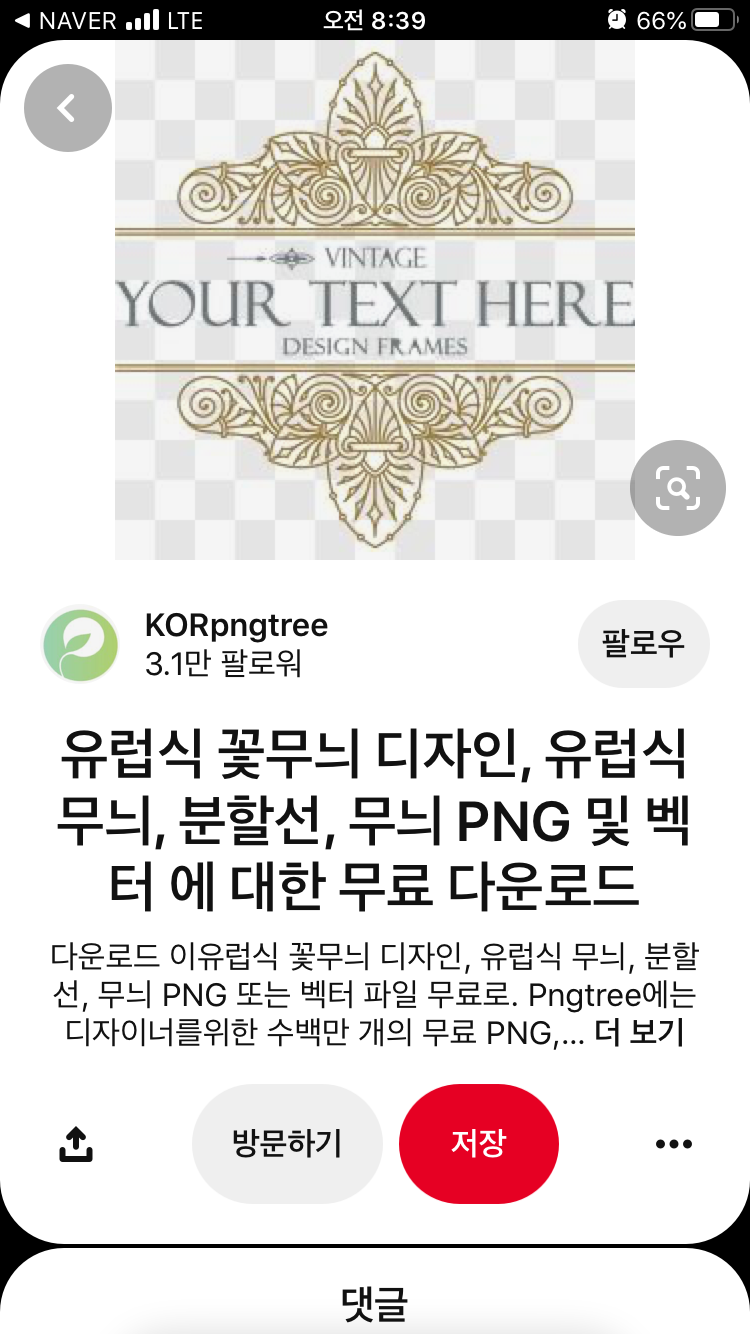 NAVER LTE 오전 8:39 66%
VINTAGE
YOUR TEXT HERE
DESIGN FRAMES
KORpngtree
3.1만 팔로워
팔로우
유럽식 꽃무늬 디자인, 유럽식
무늬, 분할선, 무늬 PNG 및 벡
터 에 대한 무료 다운로드
다운로드 이유럽식 꽃무늬 디자인, 유럽식 무늬, 분할
선, 무늬 PNG 또는 벡터 파일 무료로. Pngtree에는
디자이너를위한 수백만 개의 무료 PNG,... 더 보기
방문하기
저장
댓글